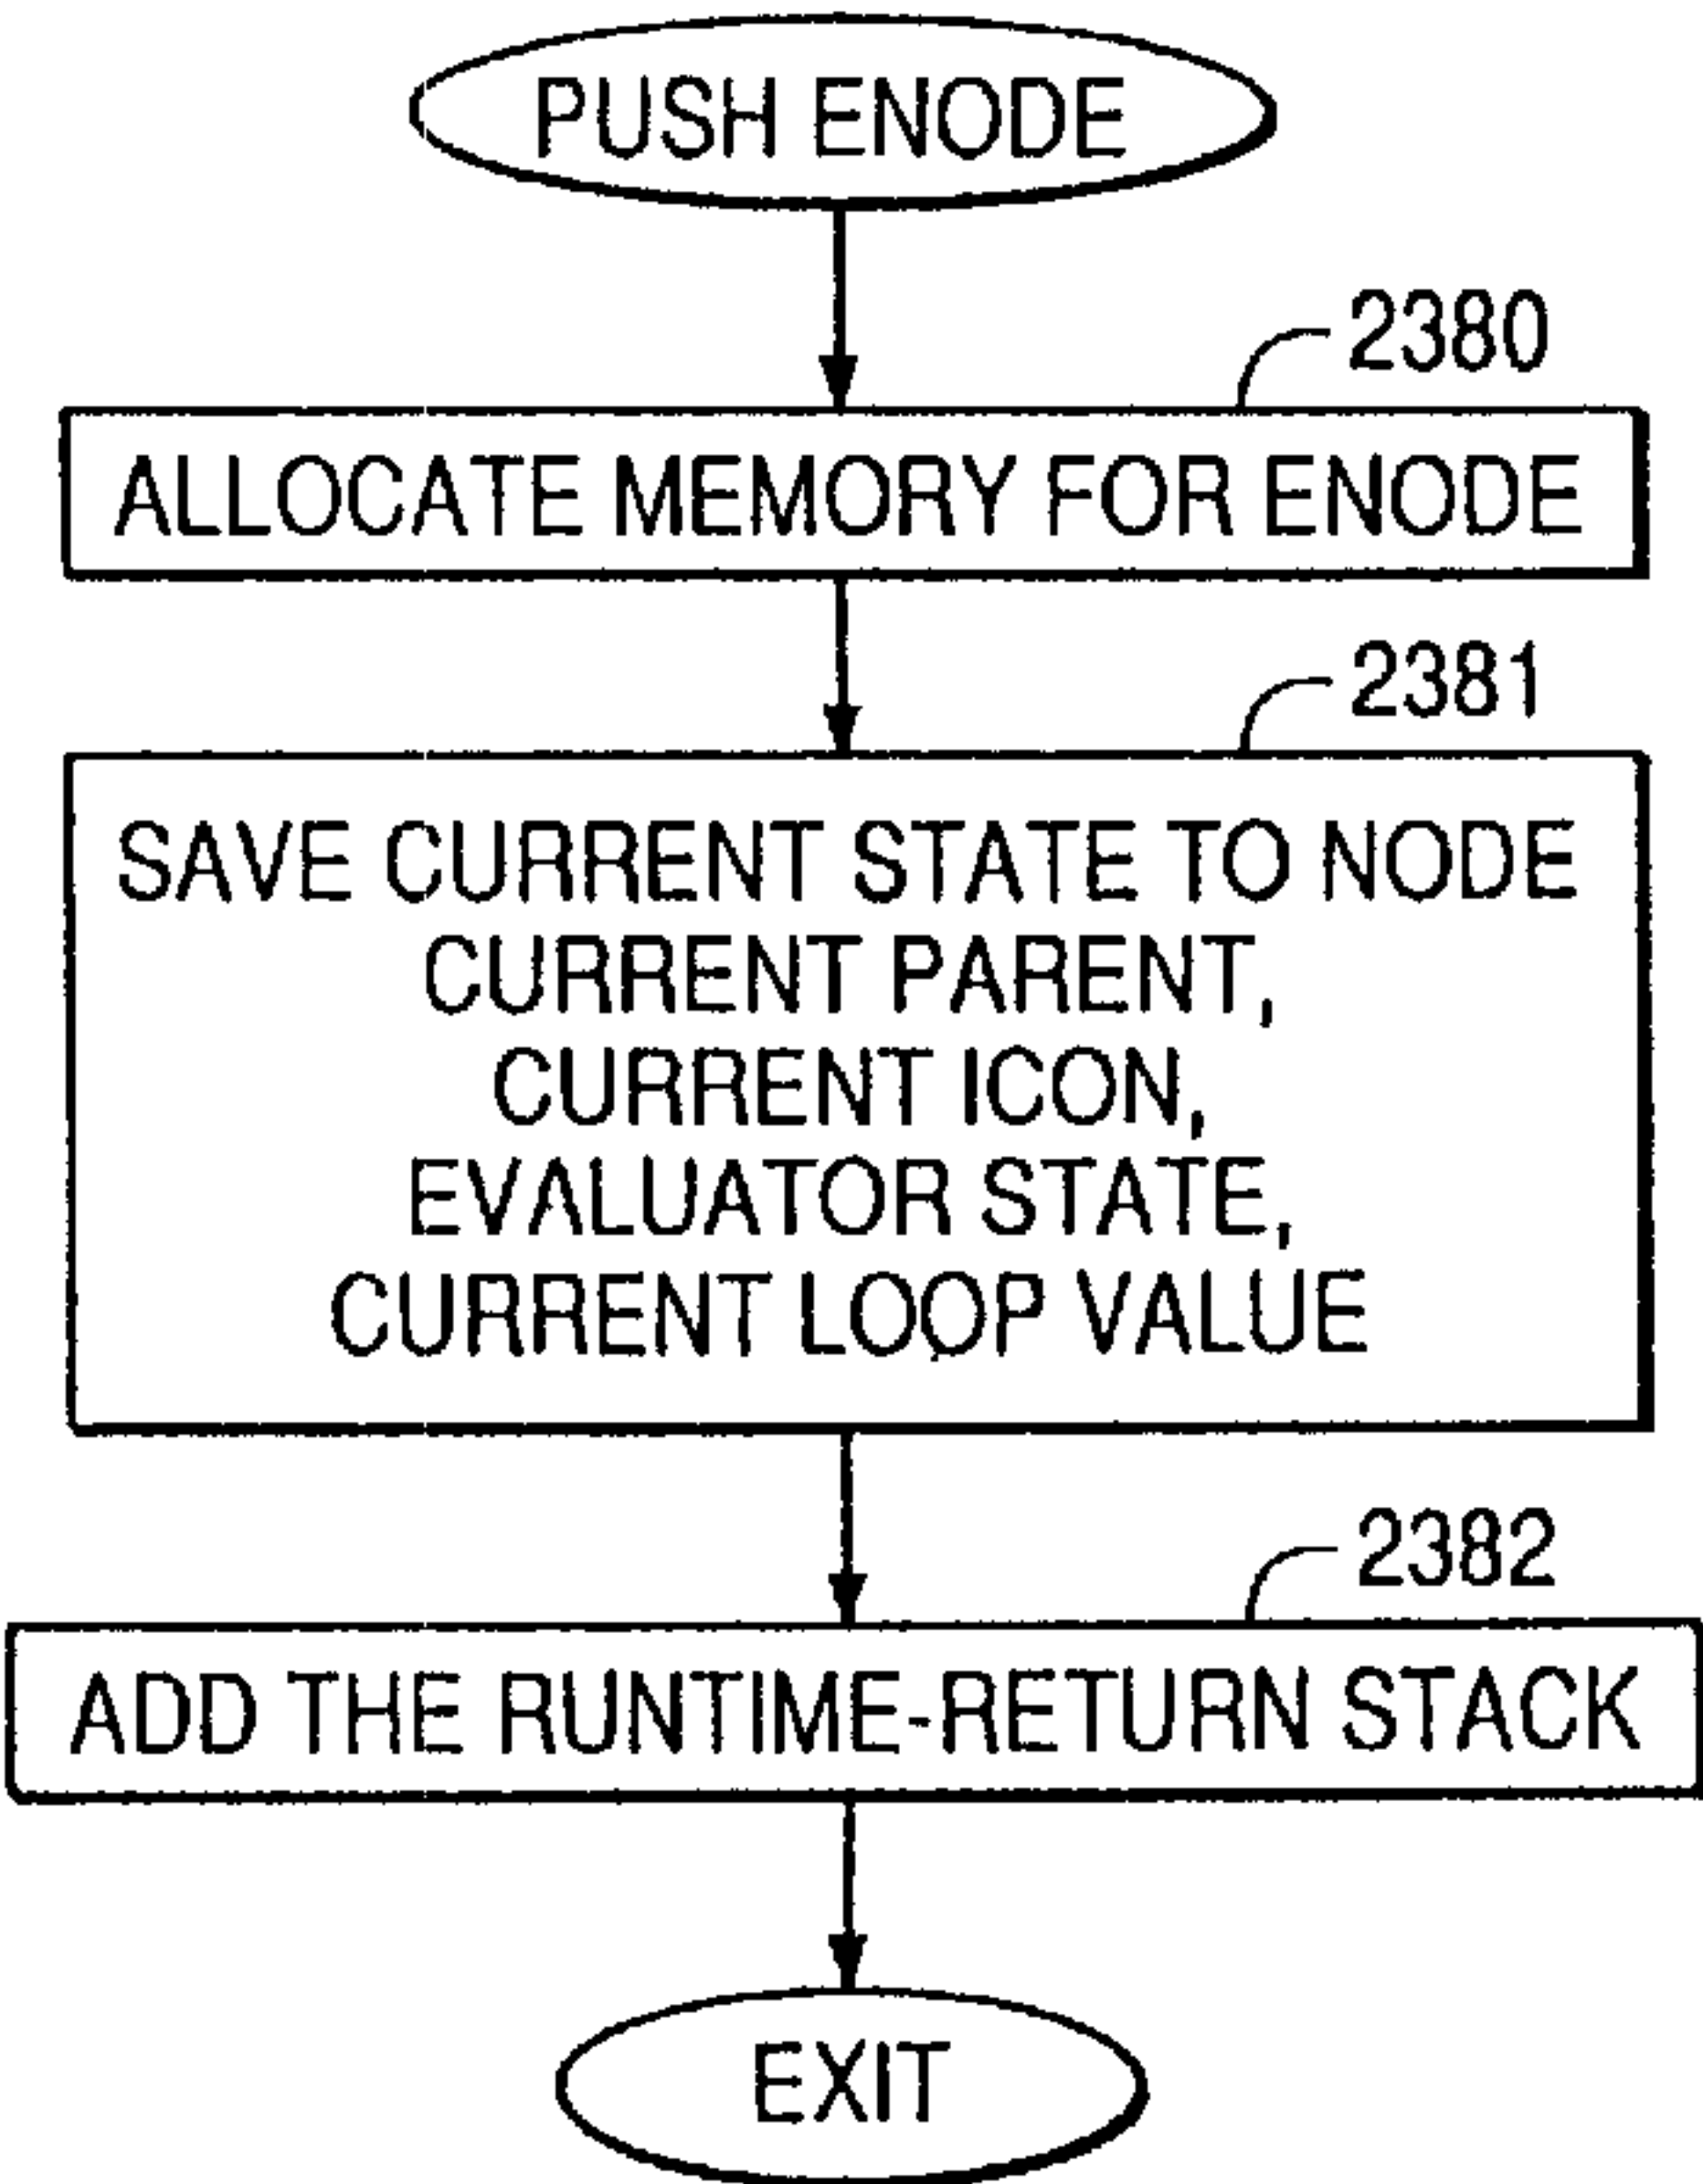 PUSH ENODE
2380
ALLOCATE MEMORY FOR ENODE
2381
SAVE CURRENT STATE TO NODE
CURRENT PARENT,
CURRENT ICON,
EVALUATOR STATE,
CURRENT LOOP VALUE
2382
ADD THE RUNTIME-RETURN STACK
EXIT